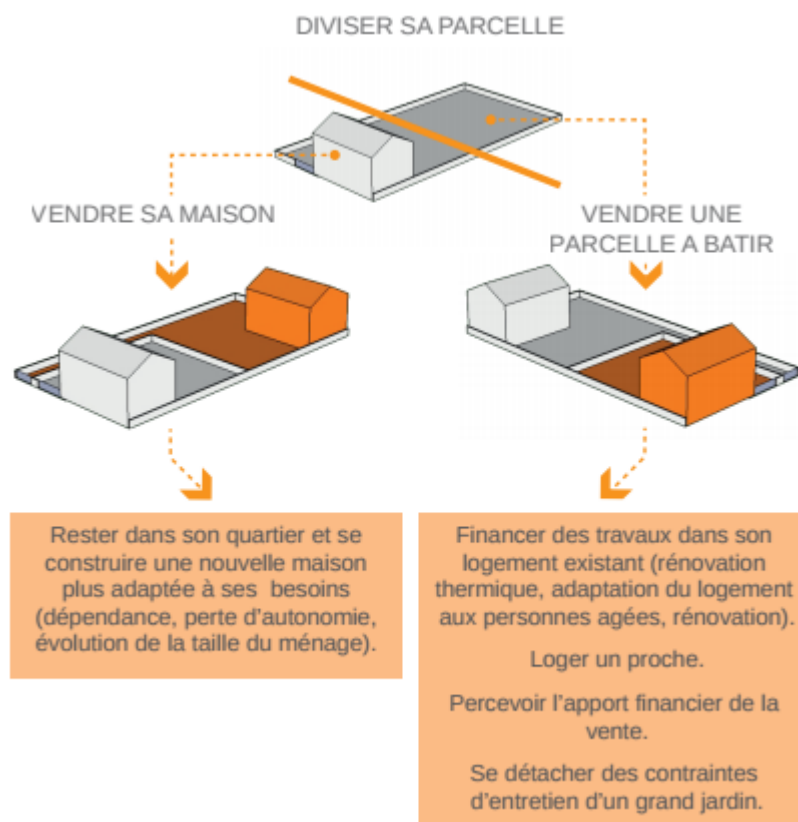 DIVISER SA PARCELLE
VENDRE SA MAISON
VENDRE UNE
PARCELLE A BATIR
Rester dans son quartier et se
construire une nouvelle maison
plus adaptée à ses besoins
(dépendance, perte d'autonomie,
évolution de la taille du ménage).
Financer des travaux dans son
logement existant (rénovation
thermique, adaptation du logement
aux personnes agées, rénovation).
Loger un proche.
Percevoir l'apport financier de la
vente.
Se détacher des contraintes
d'entretien d'un grand jardin.